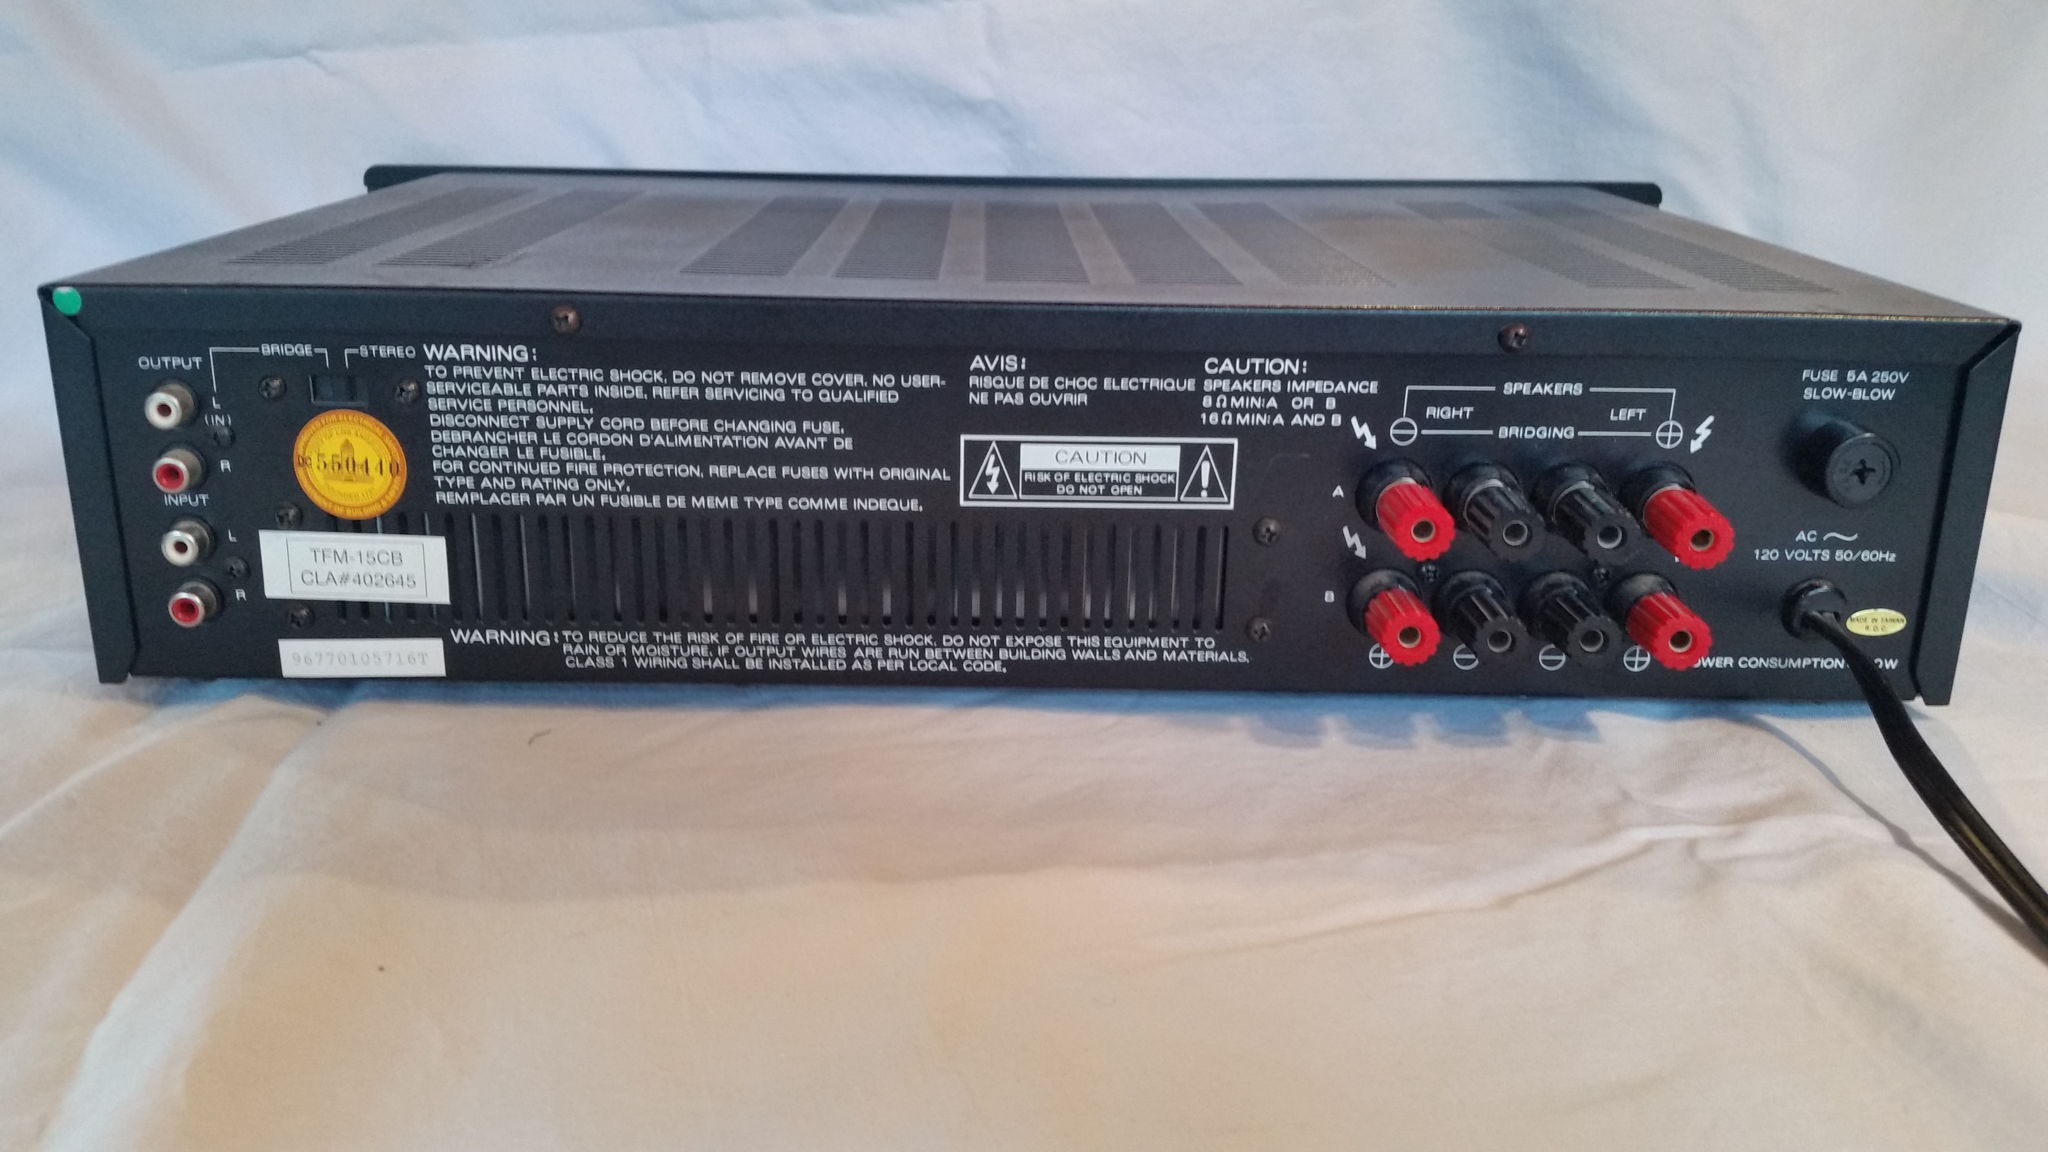 OUTPUT
BRIDGE
STEREO
L
(IN)
R
INPUT
L
R
550440
TFM-15CB
CLA#402645
96770105716T
WARNING:
TO PREVENT ELECTRIC SHOCK, DO NOT REMOVE COVER. NO USER-
SERVICEABLE PARTS INSIDE, REFER SERVICING TO QUALIFIED
SERVICE PERSONNEL.
DISCONNECT SUPPLY CORD BEFORE CHANGING FUSE.
DEBRANCHER LE CORDON D'ALIMENTATION AVANT DE
CHANGER LE FUSIBLE.
FOR CONTINUED FIRE PROTECTION, REPLACE FUSES WITH ORIGINAL
TYPE AND RATING ONLY.
REMPLACER PAR UN FUSIBLE DE MEME TYPE COMME INDEQUE.
WARNING: TO REDUCE THE RISK OF FIRE OR ELECTRIC SHOCK, DO NOT EXPOSE THIS EQUIPMENT TO
RAIN OR MOISTURE. IF OUTPUT WIRES ARE RUN BETWEEN BUILDING WALLS AND MATERIALS,
CLASS 1 WIRING SHALL BE INSTALLED AS PER LOCAL CODE.
AVIS:
RISQUE DE CHOC ELECTRIQUE
NE PAS OUVRIR
CAUTION
RISK OF ELECTRIC SHOCK
DO NOT OPEN
CAUTION:
SPEAKERS IMPEDANCE
8Ω MIN:A OR B
16Ω MIN:A AND B
SPEAKERS
RIGHT
LEFT
BRIDGING
A
B
FUSE 5A 250V
SLOW-BLOW
AC
120 VOLTS 50/60Hz
MADE IN TAIWAN
R.O.C.
POWER CONSUMPTION